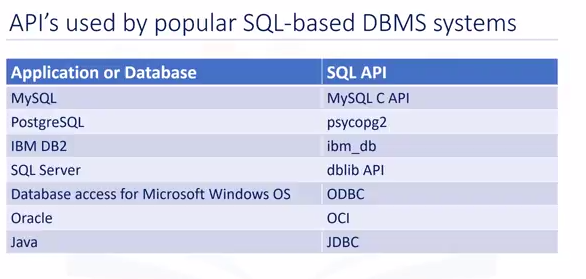 API's used by popular SQL-based DBMS systems
Application or Database SQL API
MySQL MySQL C API
PostgreSQL psycopg2
IBM DB2 ibm_db
SQL Server dblib API
Database access for Microsoft Windows OS ODBC
Oracle OCI
Java JDBC